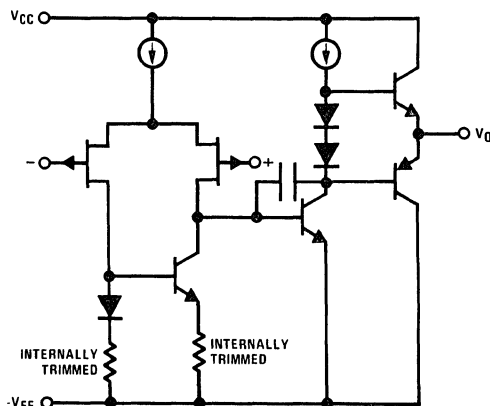 VCC
VO
-
+
INTERNALLY
TRIMMED
INTERNALLY
TRIMMED
-VEE